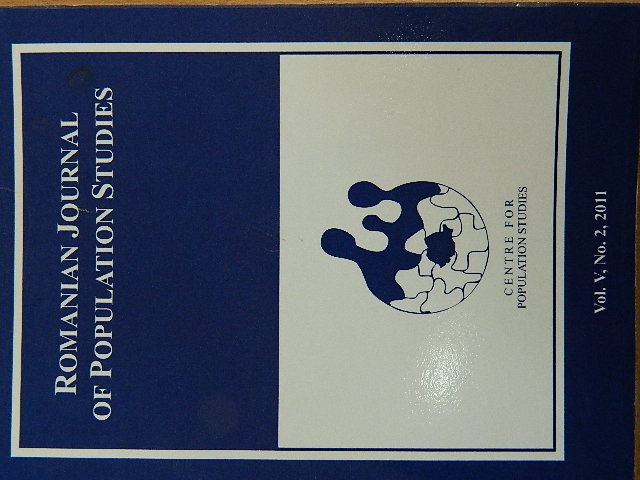 ROMANIAN JOURNAL
OF POPULATION STUDIES
CENTRE FOR
POPULATION STUDIES
Vol. V, No. 2, 2011